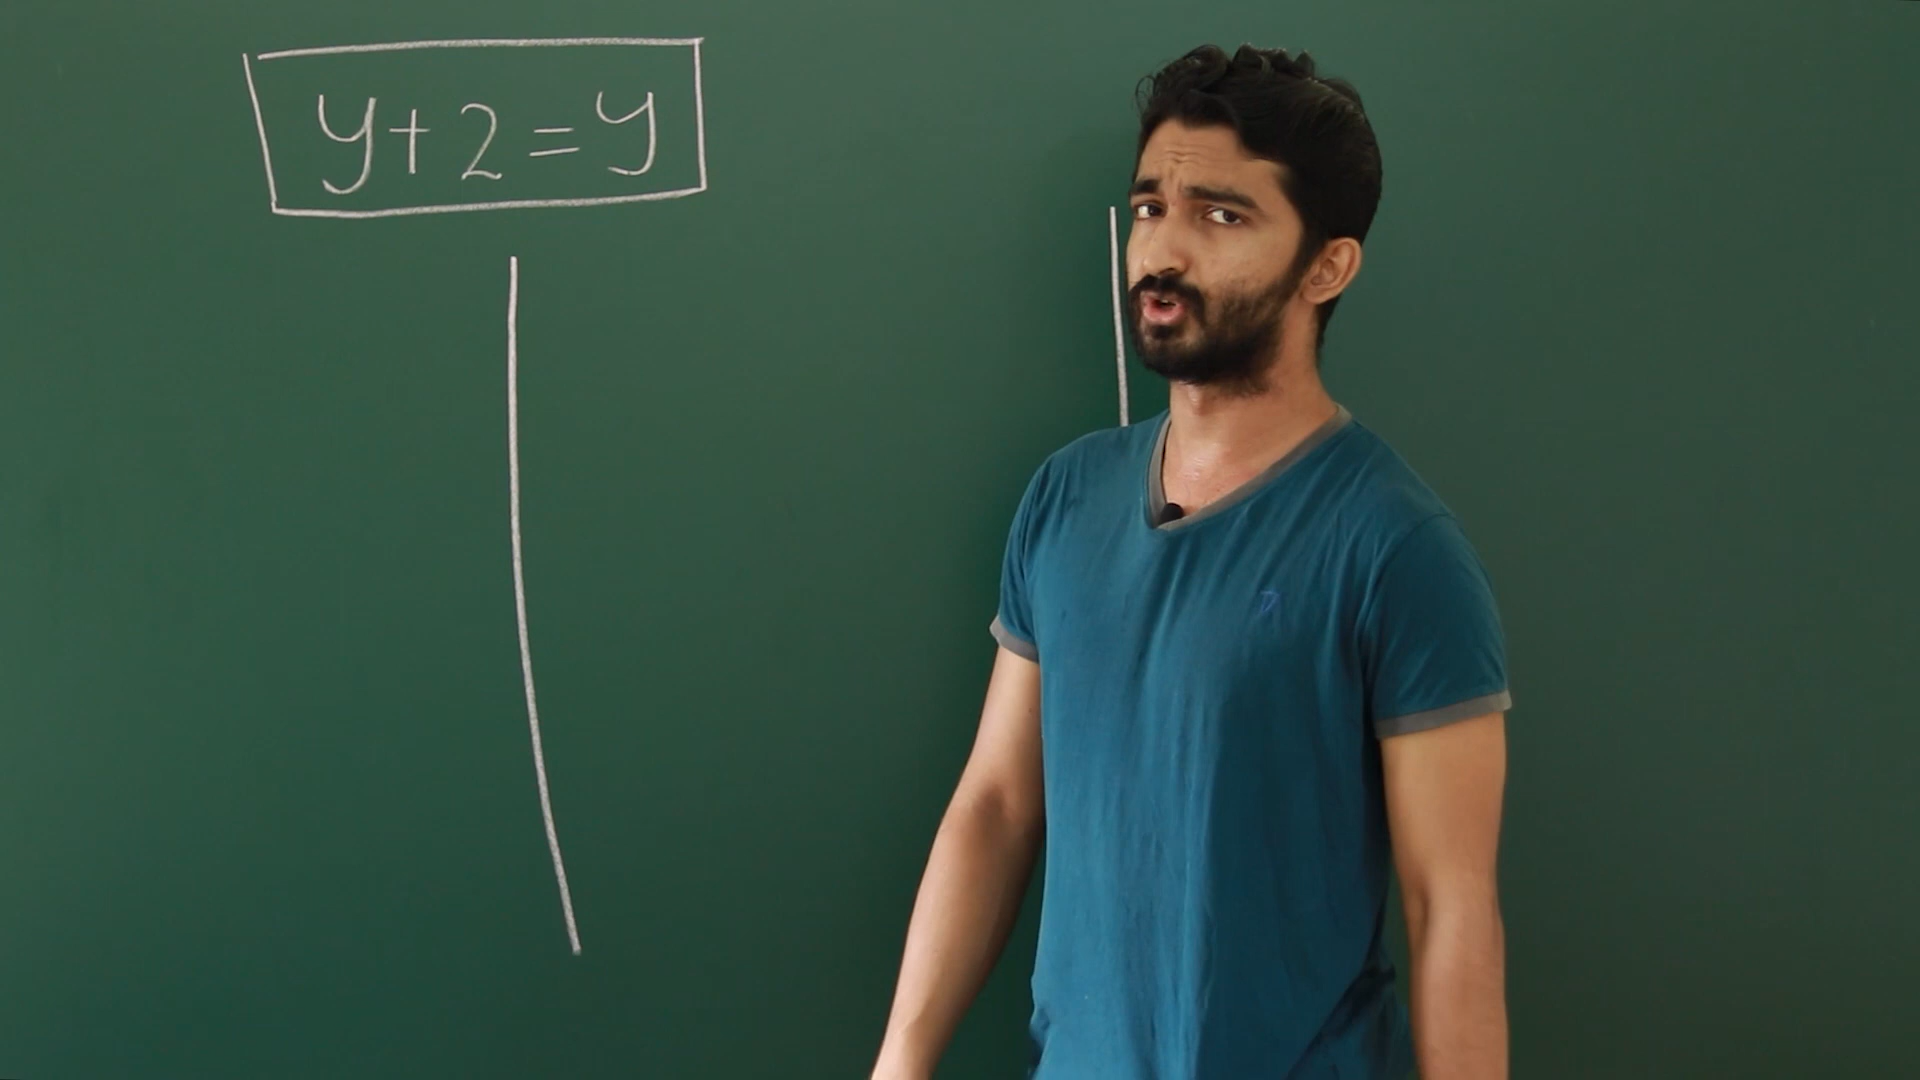 y + 2 = y